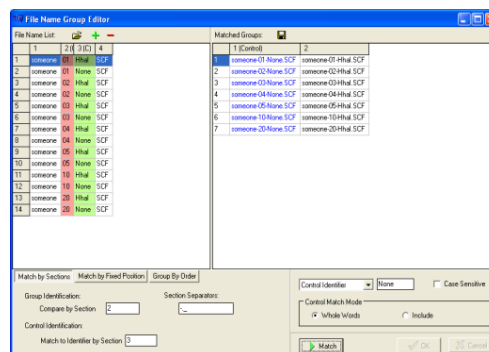 File Name Group Editor
File Name List:
Matched Groups:
1 2 ( 3 (C) 4
1 someone 01 Hhal SCF
2 someone 01 None SCF
3 someone 02 Hhal SCF
4 someone 02 None SCF
5 someone 03 Hhal SCF
6 someone 03 None SCF
7 someone 04 Hhal SCF
8 someone 04 None SCF
9 someone 05 Hhal SCF
10 someone 05 None SCF
11 someone 10 Hhal SCF
12 someone 10 None SCF
13 someone 20 Hhal SCF
14 someone 20 None SCF
1 (Control) 2
1 someone-01-None.SCF someone-01-Hhal.SCF
2 someone-02-None.SCF someone-02-Hhal.SCF
3 someone-03-None.SCF someone-03-Hhal.SCF
4 someone-04-None.SCF someone-04-Hhal.SCF
5 someone-05-None.SCF someone-05-Hhal.SCF
6 someone-10-None.SCF someone-10-Hhal.SCF
7 someone-20-None.SCF someone-20-Hhal.SCF
Match by Sections Match by Fixed Position Group By Order
Group Identification:
Compare by Section 2
Section Separators:
-._
Control Identification:
Match to Identifier by Section 3
Control Identifier None Case Sensitive
Control Match Mode
Whole Words Include
Match OK Cancel